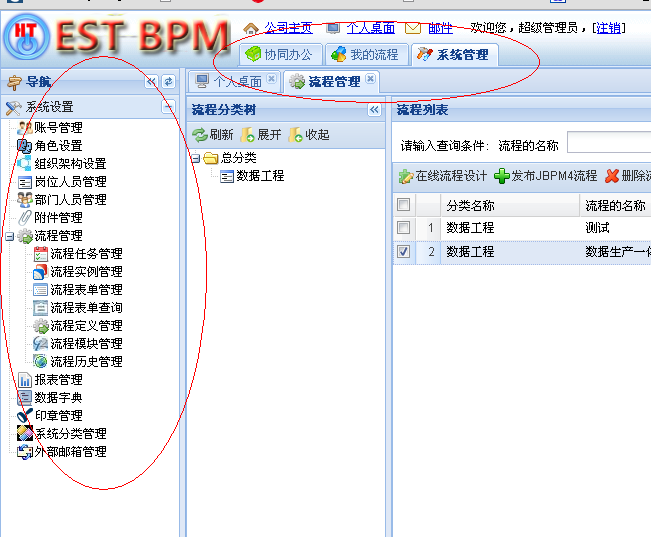 HT EST BPM
公司主页 个人桌面 邮件 欢迎您，超级管理员，[注销]
协同办公 我的流程 系统管理
导航
个人桌面 流程管理
系统设置
账号管理
角色设置
组织架构设置
岗位人员管理
部门人员管理
附件管理
流程管理
流程任务管理
流程实例管理
流程表单管理
流程表单查询
流程定义管理
流程模块管理
流程历史管理
报表管理
数据字典
印章管理
系统分类管理
外部邮箱管理
流程分类树
刷新 展开 收起
总分类
数据工程
流程列表
请输入查询条件: 流程的名称
在线流程设计 发布JBPM4流程 删除
分类名称 流程的名称
1 数据工程 测试
2 数据工程 数据生产一体